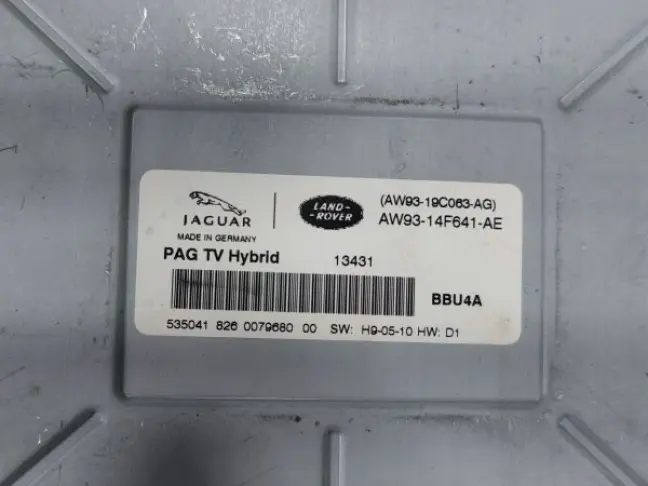 JAGUAR
LAND-
-ROVER
(AW93-19C063-AG)
AW93-14F641-AE
MADE IN GERMANY
PAG TV Hybrid 13431
BBU4A
535041 826 0079680 00 SW: H9-05-10 HW: D1